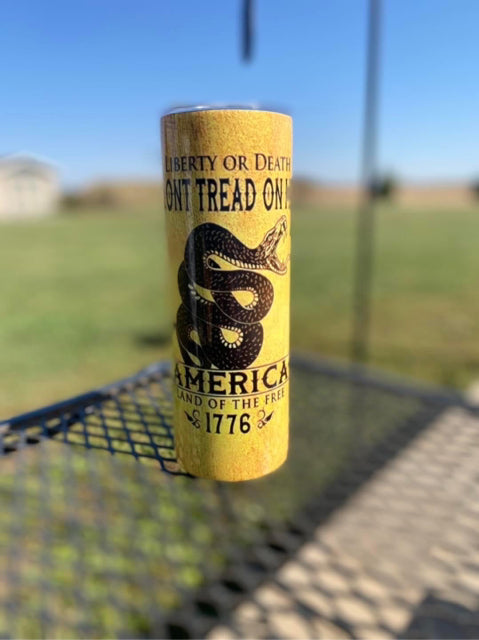 LIBERTY OR DEATH
ONT TREAD ON M
AMERICA
LAND OF THE FREE
1776